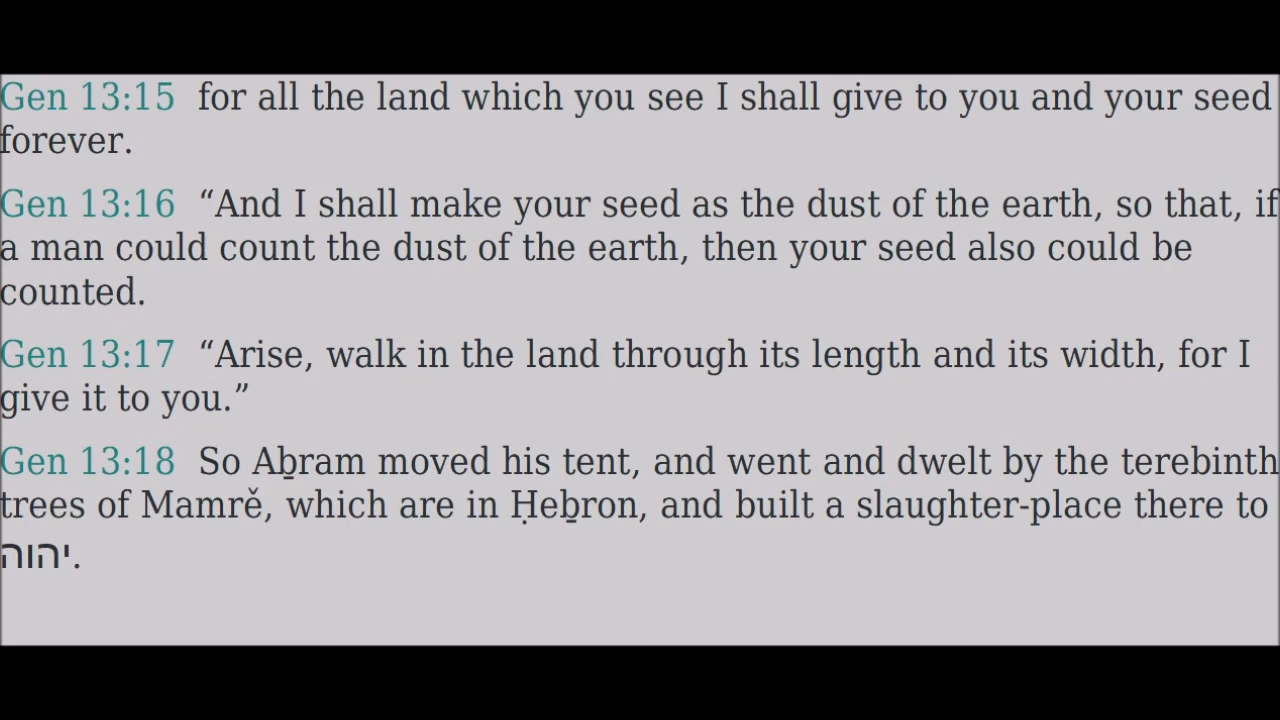 Gen 13:15 for all the land which you see I shall give to you and your seed
forever.
Gen 13:16 “And I shall make your seed as the dust of the earth, so that, if
a man could count the dust of the earth, then your seed also could be
counted.
Gen 13:17 “Arise, walk in the land through its length and its width, for I
give it to you.”
Gen 13:18 So Aḇram moved his tent, and went and dwelt by the terebinth
trees of Mamrě, which are in Ḥeḇron, and built a slaughter-place there to
יהוה.